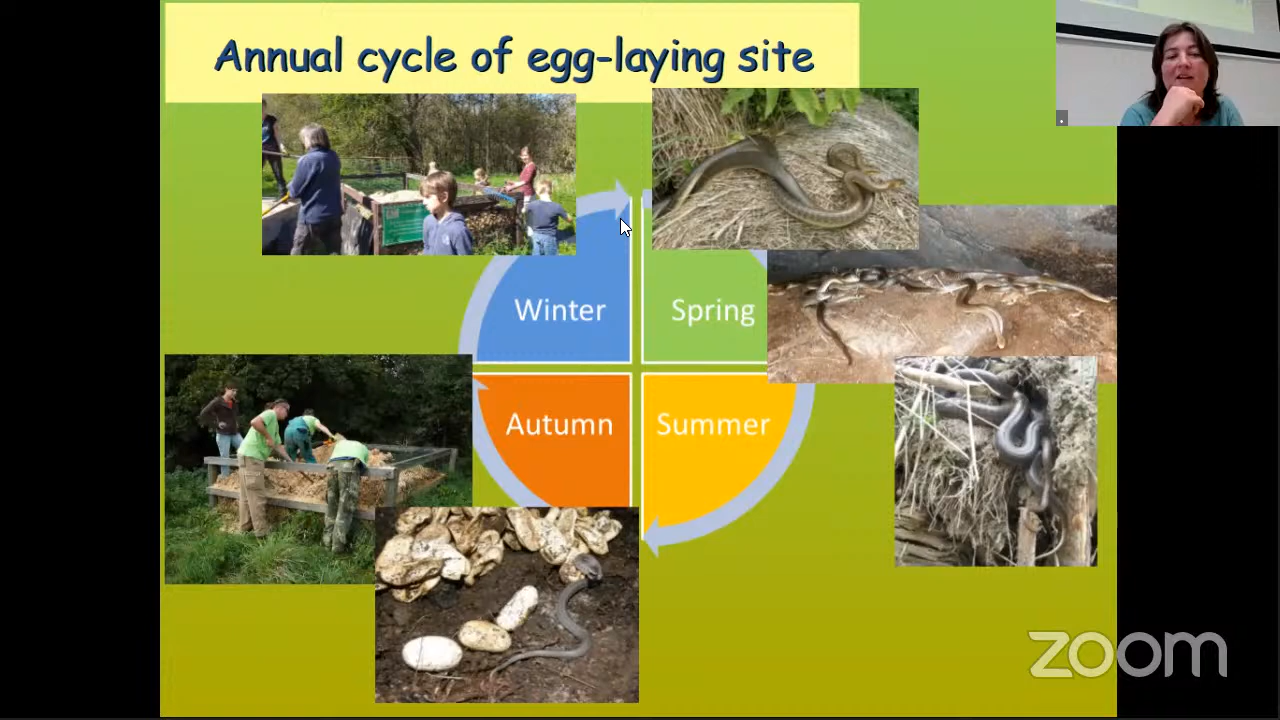 Annual cycle of egg-laying site
Winter
Spring
Autumn
Summer
zoom